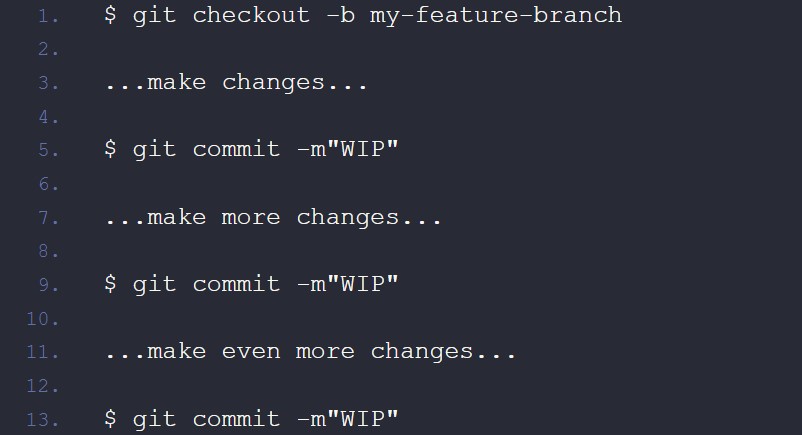 1. $ git checkout -b my-feature-branch
2.
3. ...make changes...
4.
5. $ git commit -m"WIP"
6.
7. ...make more changes...
8.
9. $ git commit -m"WIP"
10.
11. ...make even more changes...
12.
13. $ git commit -m"WIP"